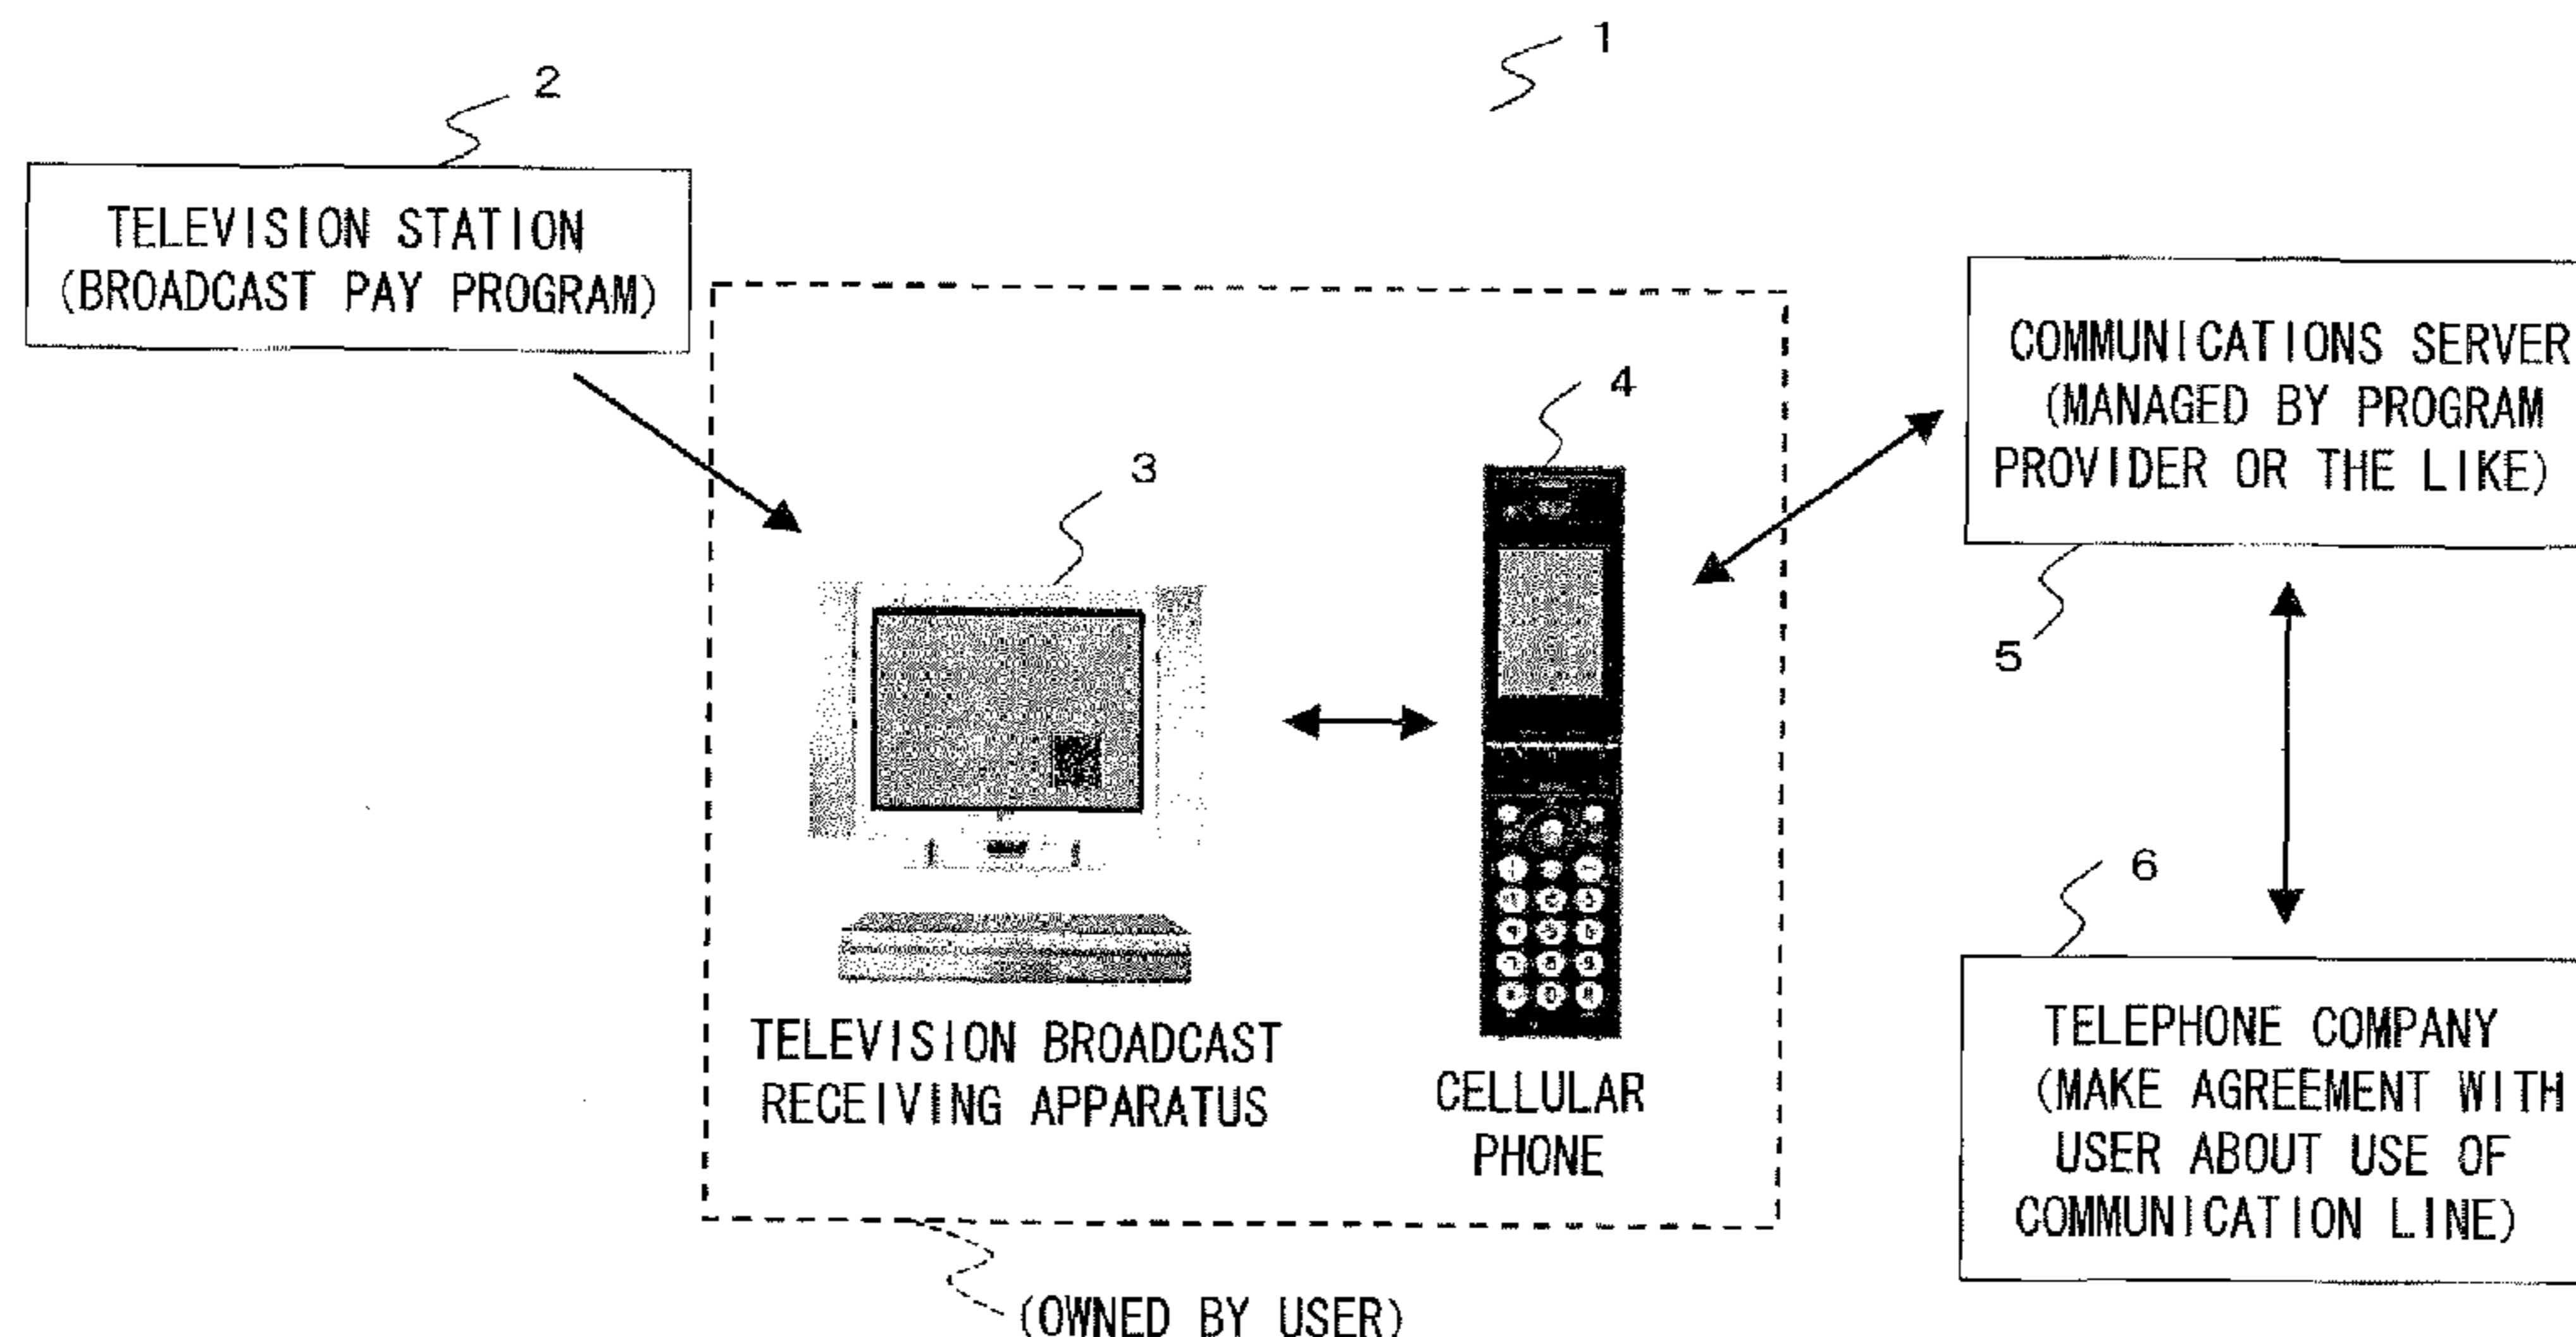 1
2
TELEVISION STATION
(BROADCAST PAY PROGRAM)
COMMUNICATIONS SERVER
(MANAGED BY PROGRAM
PROVIDER OR THE LIKE)
4
3
5
6
TELEVISION BROADCAST
RECEIVING APPARATUS
CELLULAR
PHONE
TELEPHONE COMPANY
(MAKE AGREEMENT WITH
USER ABOUT USE OF
COMMUNICATION LINE)
(OWNED BY USER)